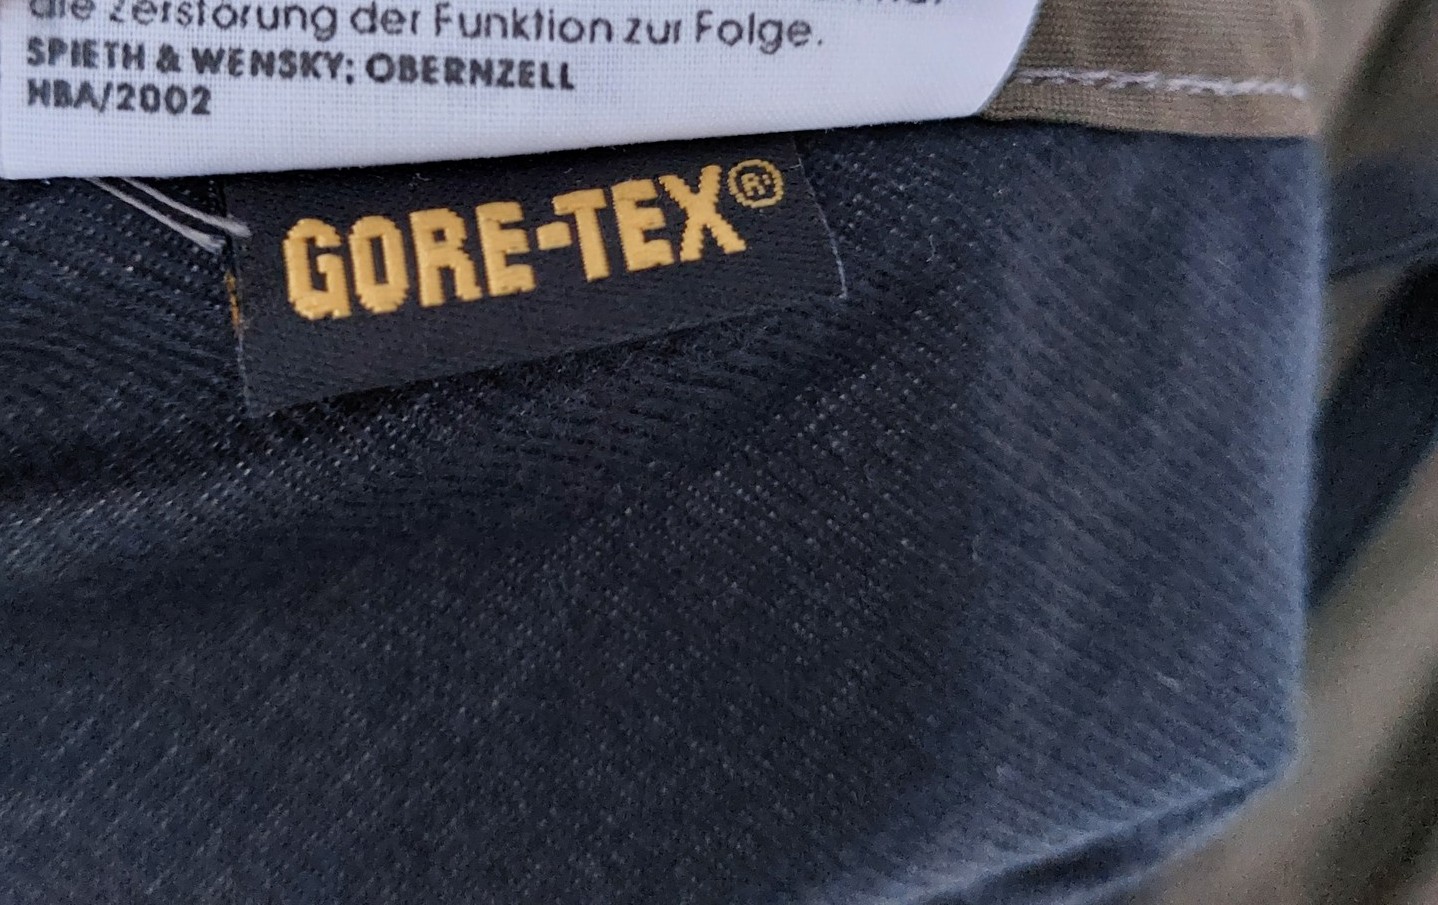 die Zerstörung der Funktion zur Folge.
SPIETH & WENSKY; OBERNZELL
HBA/2002
GORE-TEX®